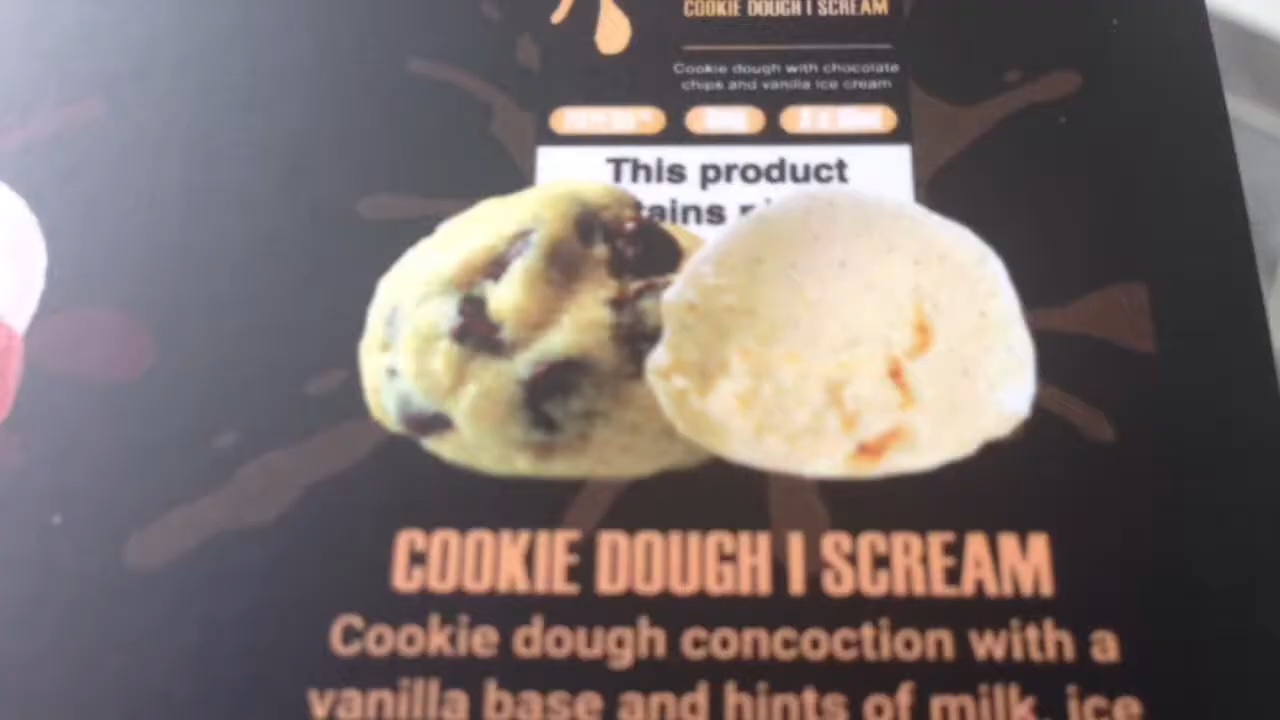 COOKIE DOUGH I SCREAM
Cookie dough with chocolate
chips and vanilla ice cream
This product
COOKIE DOUGH I SCREAM
Cookie dough concoction with a
vanilla base and hints of milk, ice